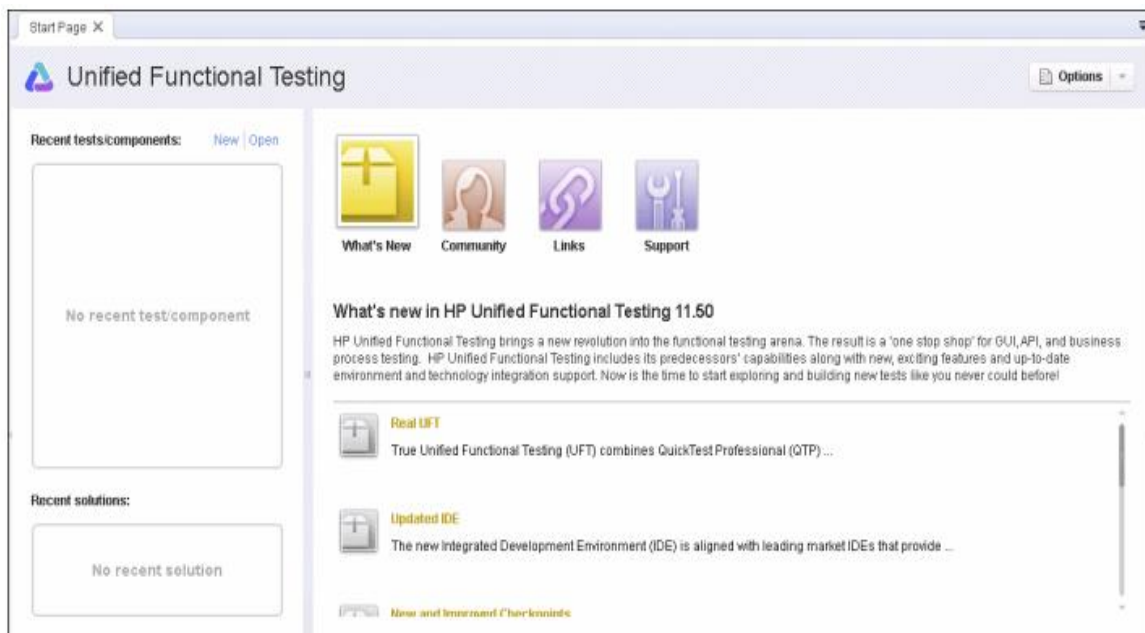 Start Page X
Unified Functional Testing
Options
Recent tests/components:
New | Open
No recent test/component
Recent solutions:
No recent solution
What's New
Community
Links
Support
What's new in HP Unified Functional Testing 11.50
HP Unified Functional Testing brings a new revolution into the functional testing arena. The result is a 'one stop shop' for GUI,API, and business
process testing. HP Unified Functional Testing includes its predecessors' capabilities along with new, exciting features and up-to-date
environment and technology integration support. Now is the time to start exploring and building new tests like you never could before!
Real UFT
True Unified Functional Testing (UFT) combines QuickTest Professional (QTP) ...
Updated IDE
The new Integrated Development Environment (IDE) is aligned with leading market IDEs that provide ...
New and Improved Checkpoints